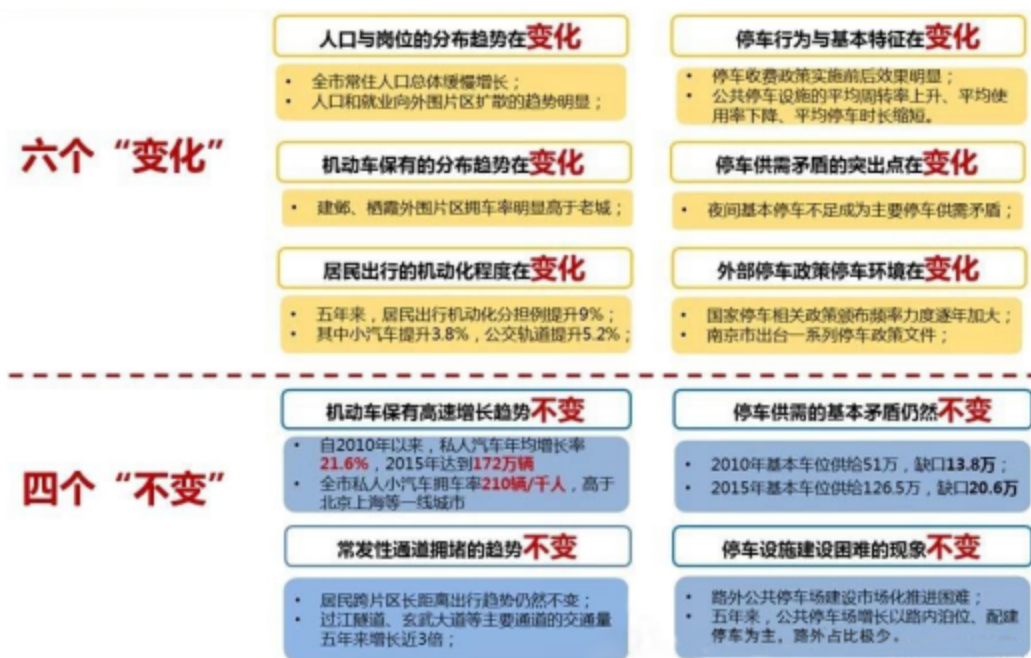 六个“变化”
人口与岗位的分布趋势在变化
• 全市常住人口总体缓慢增长；
• 人口和就业向外围片区扩散的趋势明显；
停车行为与基本特征在变化
• 停车收费政策实施前后效果明显；
• 公共停车设施的平均周转率上升、平均使
用率下降、平均停车时长缩短。
机动车保有的分布趋势在变化
• 建邺、栖霞外围片区拥车率明显高于老城；
停车供需矛盾的突出点在变化
• 夜间基本停车不足成为主要停车供需矛盾；
居民出行的机动化程度在变化
• 五年来，居民出行机动化分担例提升9%；
• 其中小汽车提升3.8%，公交轨道提升5.2%；
外部停车政策停车环境在变化
• 国家停车相关政策颁布频率力度逐年加大；
• 南京市出台一系列停车政策文件；
四个“不变”
机动车保有高速增长趋势不变
• 自2010年以来，私人汽车年均增长率
21.6%，2015年达到172万辆
• 全市私人小汽车拥车率210辆/千人，高于
北京上海等一线城市
停车供需的基本矛盾仍然不变
• 2010年基本车位供给51万，缺口13.8万；
• 2015年基本车位供给126.5万，缺口20.6万
常发性通道拥堵的趋势不变
• 居民跨片区长距离出行趋势仍然不变；
• 过江隧道、玄武大道等主要通道的交通量
五年来增长近3倍；
停车设施建设困难的现象不变
• 路外公共停车场建设市场化推进困难；
• 五年来，公共停车场增长以路内泊位、配建
停车为主，路外占比极少。